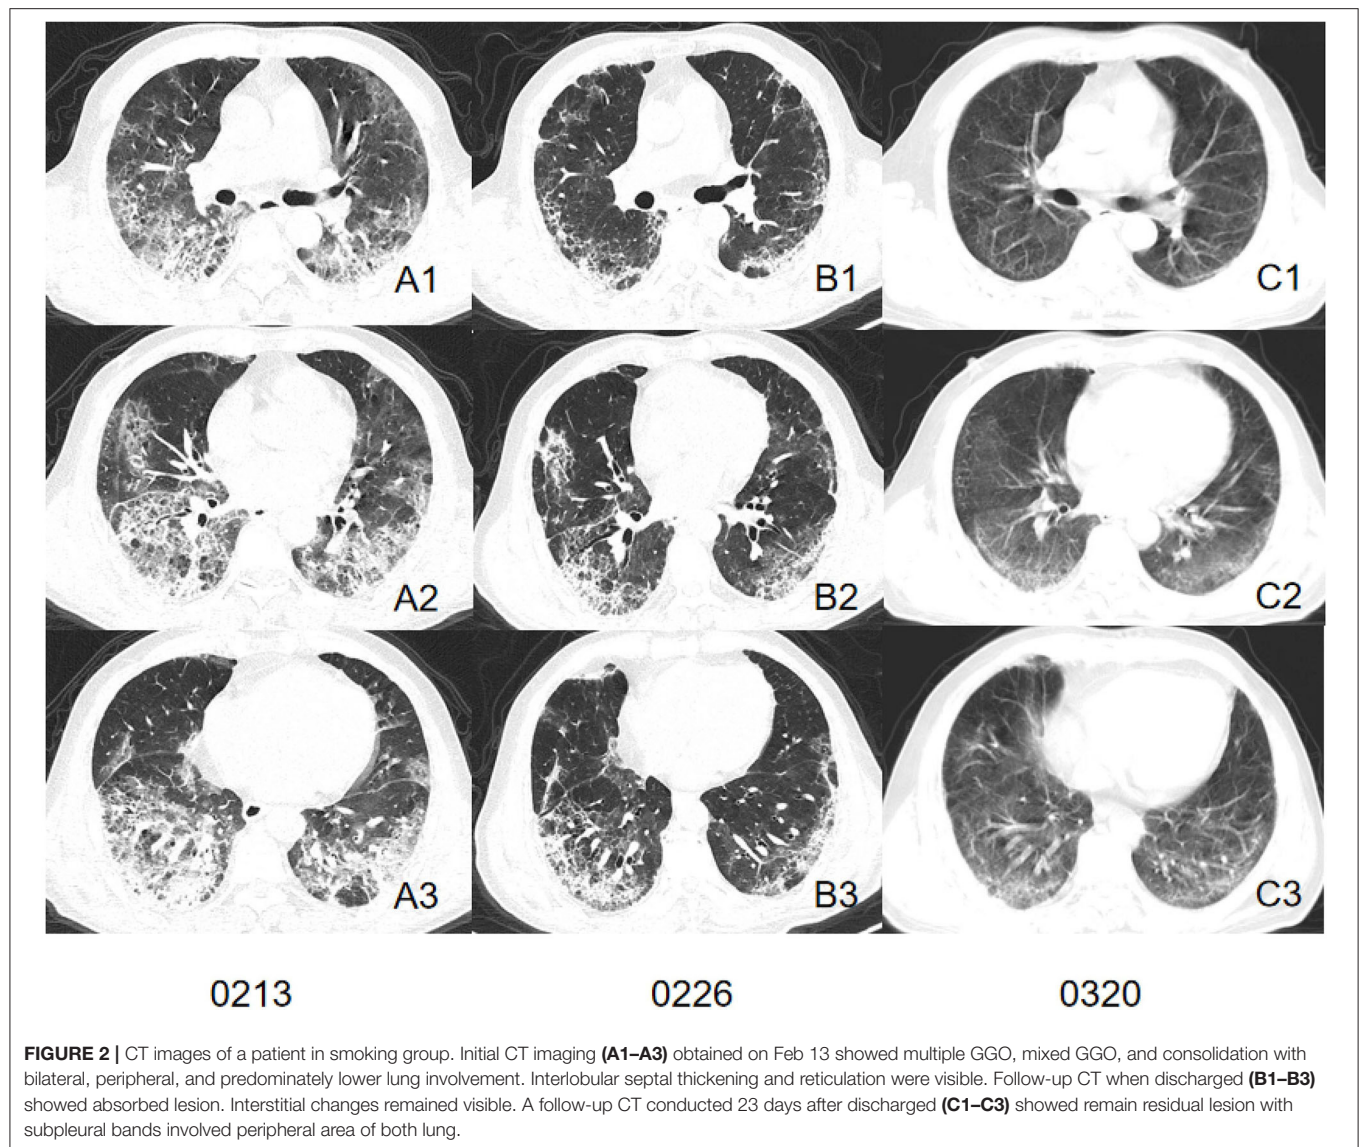 A1
B1
C1
A2
B2
C2
A3
B3
C3
0213
0226
0320
FIGURE 2 | CT images of a patient in smoking group. Initial CT imaging (A1–A3) obtained on Feb 13 showed multiple GGO, mixed GGO, and consolidation with
bilateral, peripheral, and predominately lower lung involvement. Interlobular septal thickening and reticulation were visible. Follow-up CT when discharged (B1–B3)
showed absorbed lesion. Interstitial changes remained visible. A follow-up CT conducted 23 days after discharged (C1–C3) showed remain residual lesion with
subpleural bands involved peripheral area of both lung.